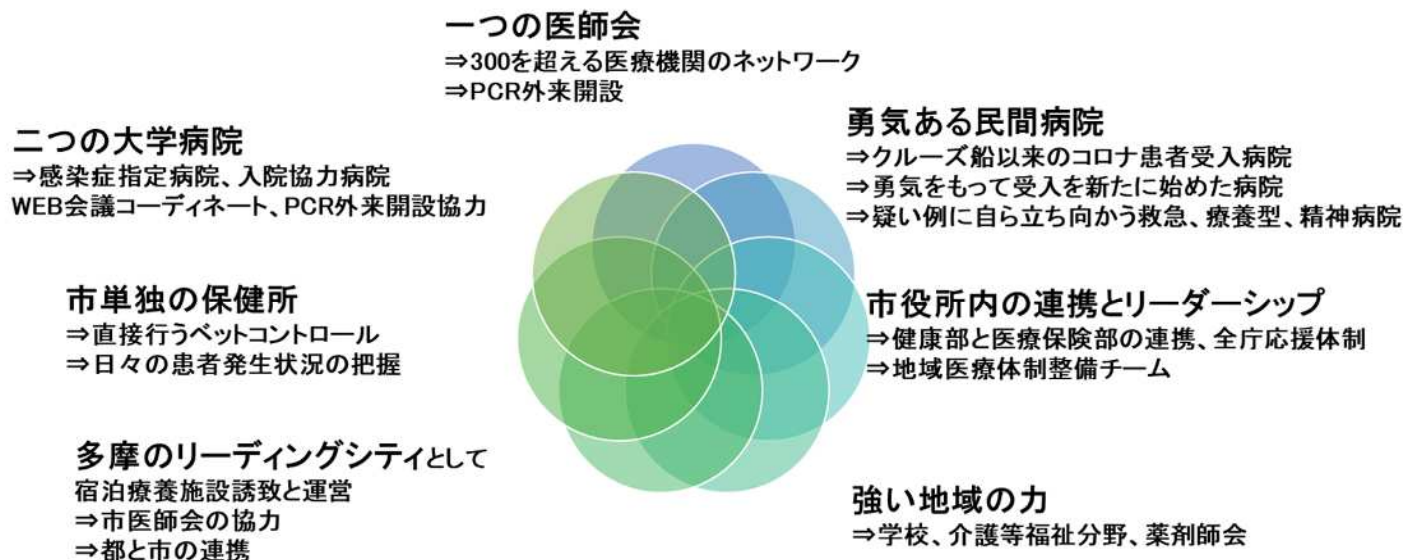 一つの医師会
⇒300を超える医療機関のネットワーク
⇒PCR外来開設
勇気ある民間病院
⇒クルーズ船以来のコロナ患者受入病院
⇒勇気をもって受入を新たに始めた病院
⇒疑い例に自ら立ち向かう救急、療養型、精神病院
市役所内の連携とリーダーシップ
⇒健康部と医療保険部の連携、全庁応援体制
⇒地域医療体制整備チーム
強い地域の力
⇒学校、介護等福祉分野、薬剤師会
多摩のリーディングシティとして
宿泊療養施設誘致と運営
⇒市医師会の協力
⇒都と市の連携
市単独の保健所
⇒直接行うベットコントロール
⇒日々の患者発生状況の把握
二つの大学病院
⇒感染症指定病院、入院協力病院
WEB会議コーディネート、PCR外来開設協力